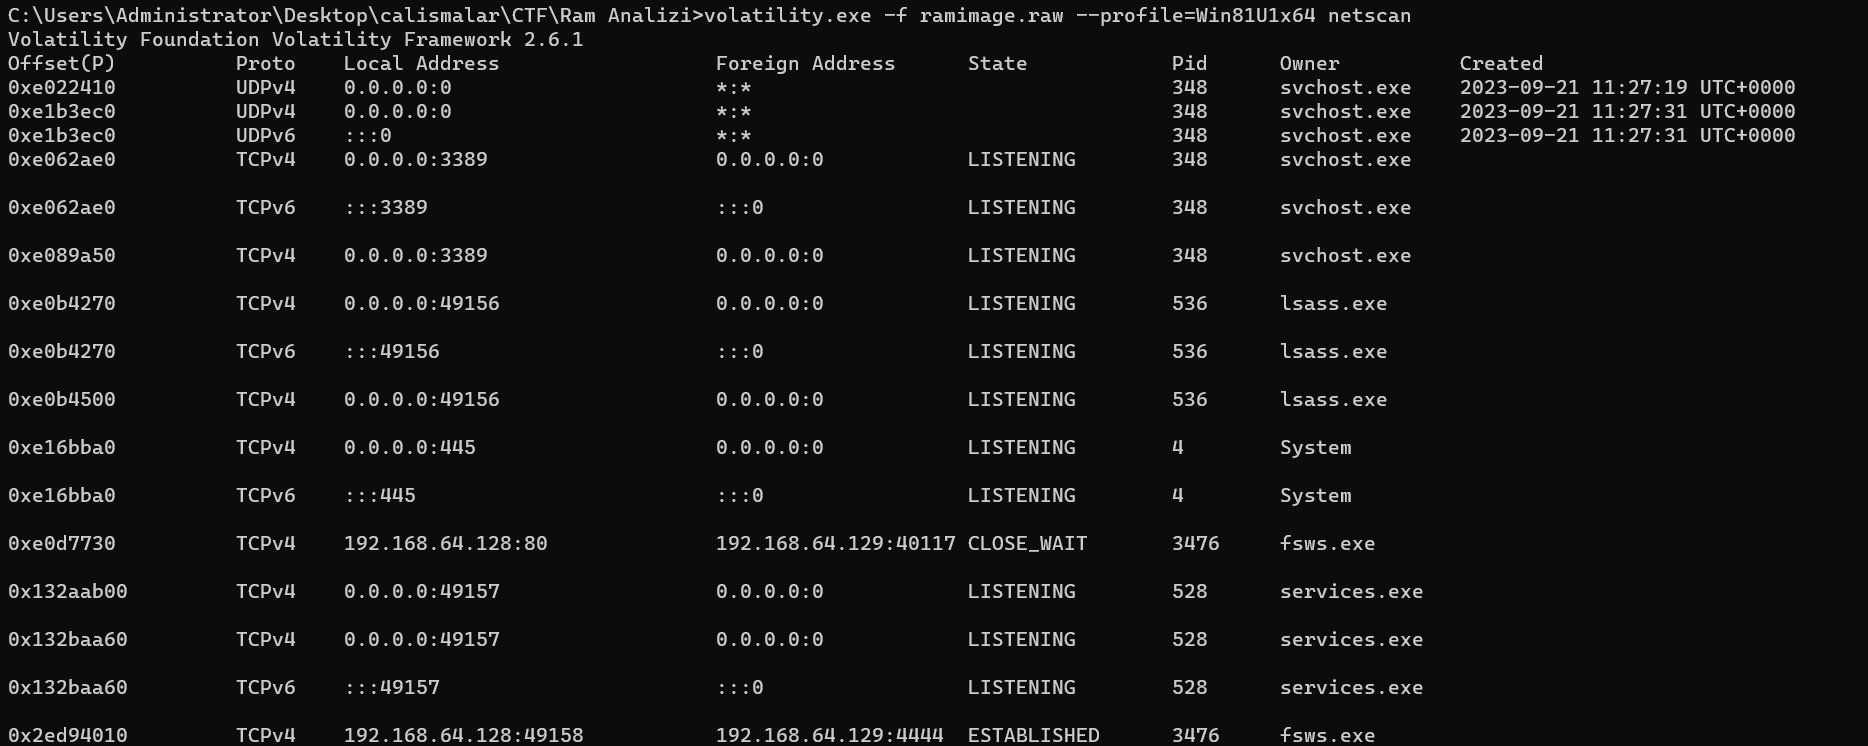 C:\Users\Administrator\Desktop\calismalar\CTF\Ram Analizi>volatility.exe -f ramimage.raw --profile=Win81U1x64 netscan
Volatility Foundation Volatility Framework 2.6.1
Offset(P)          Proto    Local Address                  Foreign Address      State            Pid      Owner          Created
0xe022410          UDPv4    0.0.0.0:0                      *:*                                   348      svchost.exe    2023-09-21 11:27:19 UTC+0000
0xe1b3ec0          UDPv4    0.0.0.0:0                      *:*                                   348      svchost.exe    2023-09-21 11:27:31 UTC+0000
0xe1b3ec0          UDPv6    :::0                           *:*                                   348      svchost.exe    2023-09-21 11:27:31 UTC+0000
0xe062ae0          TCPv4    0.0.0.0:3389                   0.0.0.0:0            LISTENING        348      svchost.exe
0xe062ae0          TCPv6    :::3389                        :::0                 LISTENING        348      svchost.exe
0xe089a50          TCPv4    0.0.0.0:3389                   0.0.0.0:0            LISTENING        348      svchost.exe
0xe0b4270          TCPv4    0.0.0.0:49156                  0.0.0.0:0            LISTENING        536      lsass.exe
0xe0b4270          TCPv6    :::49156                       :::0                 LISTENING        536      lsass.exe
0xe0b4500          TCPv4    0.0.0.0:49156                  0.0.0.0:0            LISTENING        536      lsass.exe
0xe16bba0          TCPv4    0.0.0.0:445                    0.0.0.0:0            LISTENING        4        System
0xe16bba0          TCPv6    :::445                         :::0                 LISTENING        4        System
0xe0d7730          TCPv4    192.168.64.128:80              192.168.64.129:40117 CLOSE_WAIT       3476     fsws.exe
0x132aab00         TCPv4    0.0.0.0:49157                  0.0.0.0:0            LISTENING        528      services.exe
0x132baa60         TCPv4    0.0.0.0:49157                  0.0.0.0:0            LISTENING        528      services.exe
0x132baa60         TCPv6    :::49157                       :::0                 LISTENING        528      services.exe
0x2ed94010         TCPv4    192.168.64.128:49158           192.168.64.129:4444  ESTABLISHED      3476     fsws.exe